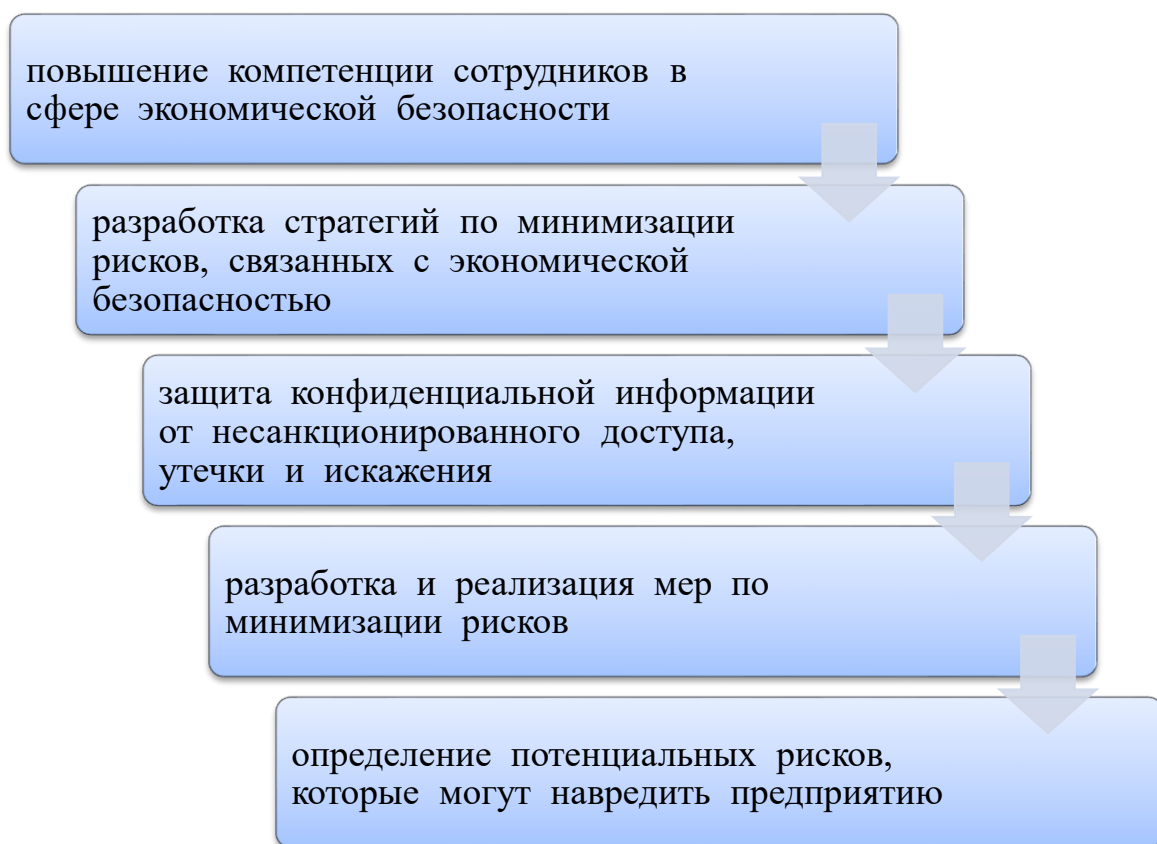 повышение компетенции сотрудников в
сфере экономической безопасности
разработка стратегий по минимизации
рисков, связанных с экономической
безопасностью
защита конфиденциальной информации
от несанкционированного доступа,
утечки и искажения
разработка и реализация мер по
минимизации рисков
определение потенциальных рисков,
которые могут навредить предприятию